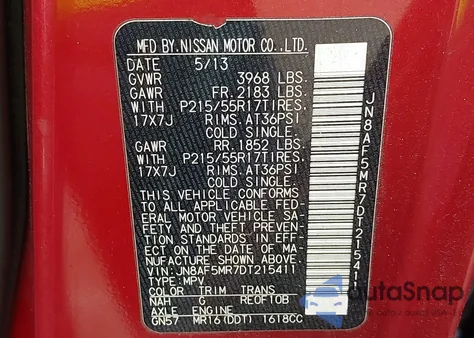 MFD.BY.NISSAN MOTOR CO.,LTD.
DATE 5/13
GVWR 3968 LBS.
GAWR FR.2183 LBS.
WITH P215/55R17TIRES.
17X7J RIMS.AT36PSI
COLD SINGLE.
GAWR RR.1852 LBS.
WITH P215/55R17TIRES.
17X7J RIMS.AT36PSI
COLD SINGLE.
THIS VEHICLE CONFORMS
TO ALL APPLICABLE FED-
ERAL MOTOR VEHICLE SA-
FETY AND THEFT PREVEN-
TION STANDARDS IN EFF-
ECT ON THE DATE OF MA-
NUFACTURE SHOWN ABOVE.
VIN:JN8AF5MR7DT215411
TYPE:MPV
COLOR TRIM TRANS
NAH G RE0F10B
AXLE ENGINE
GN57 MR16(DDT) 1618CC
JN8AF5MR7DT21541
autoSnap